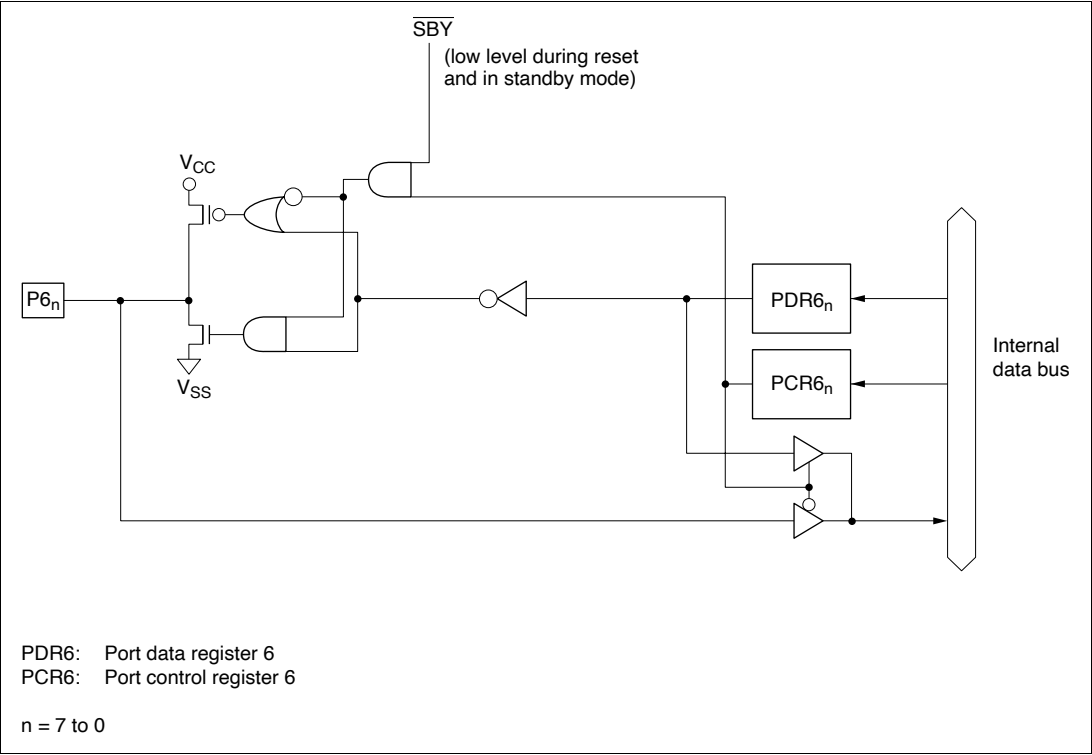 SBY
(low level during reset
and in standby mode)
VCC
P6n
VSS
PDR6n
PCR6n
Internal
data bus
PDR6: Port data register 6
PCR6: Port control register 6
n = 7 to 0